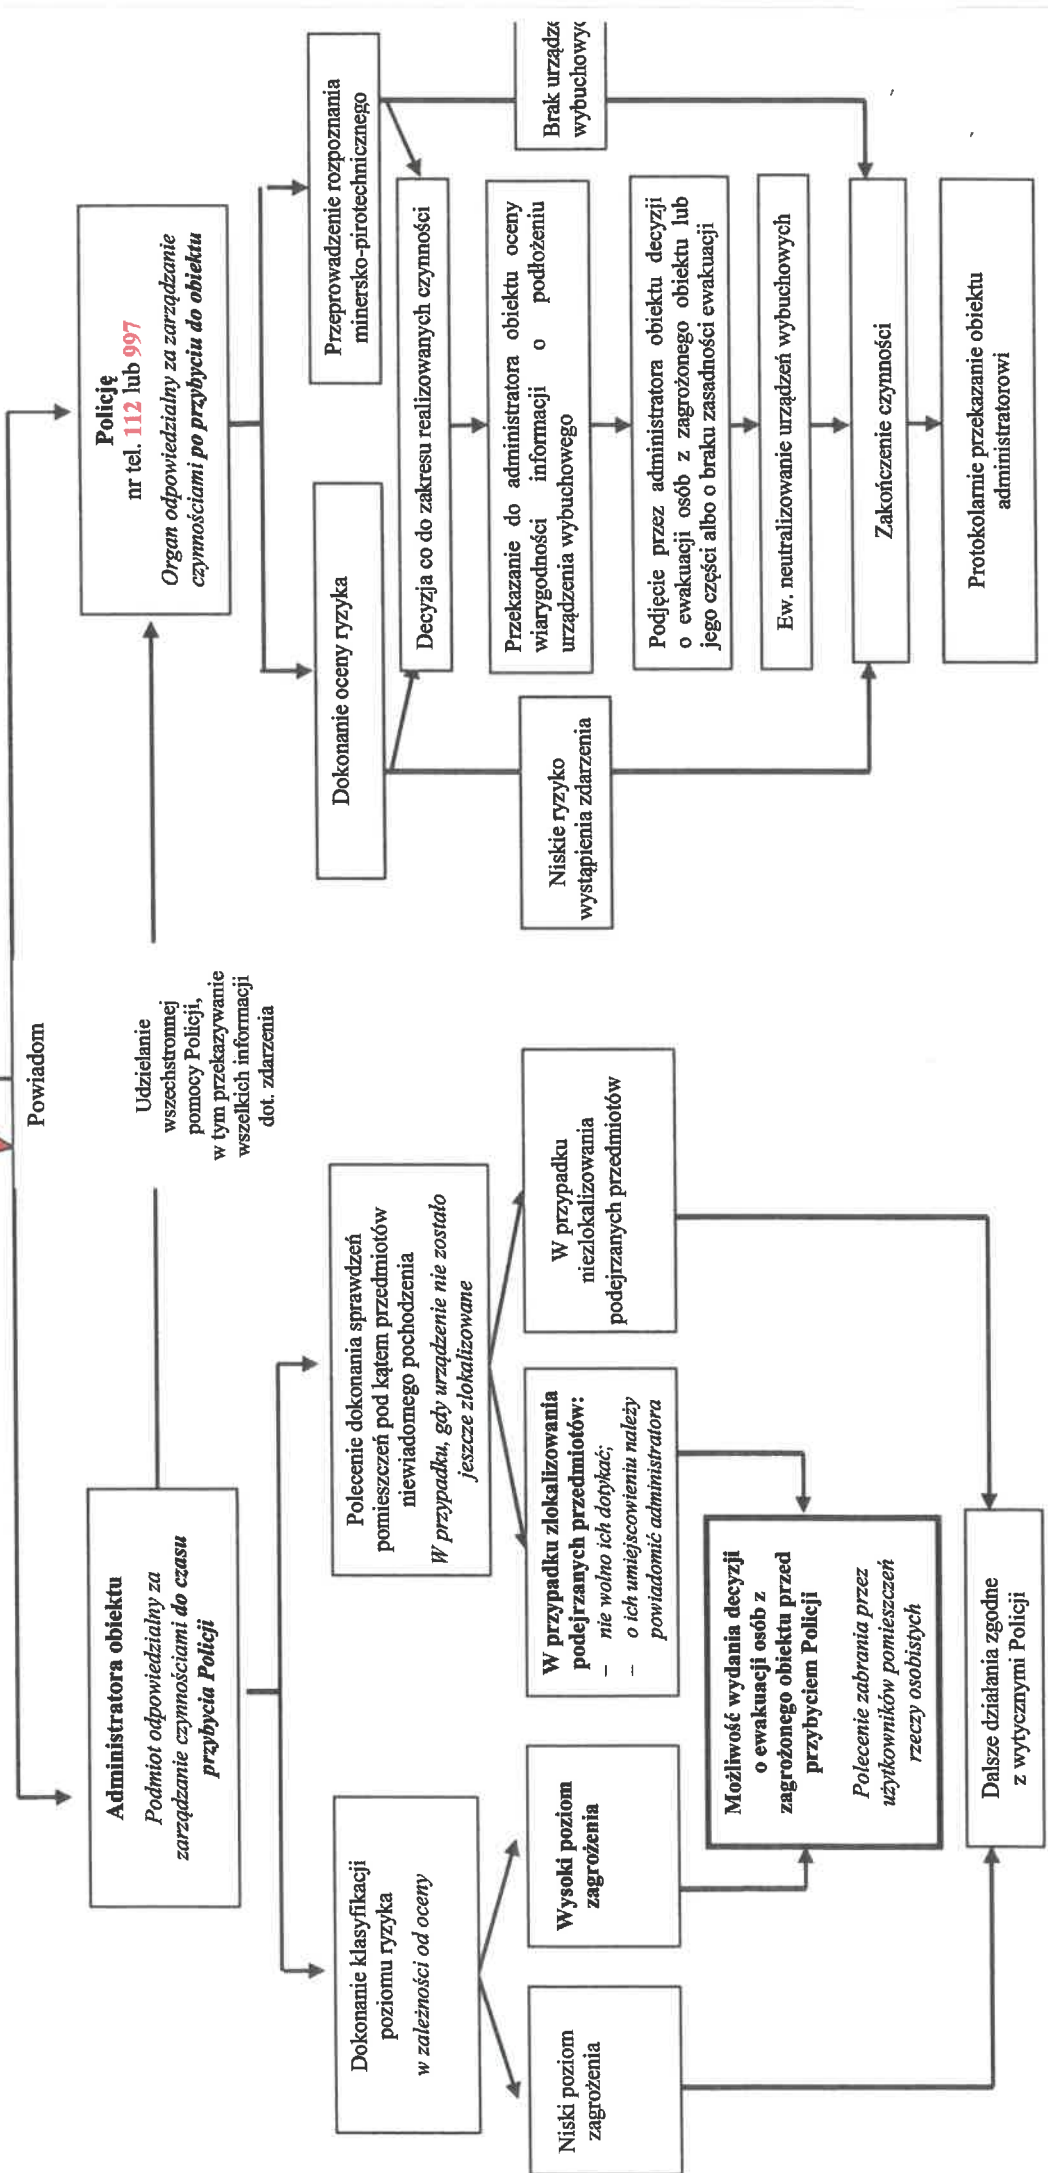 Powiadom
Administratora obiektu
Podmiot odpowiedzialny za
zarządzanie czynnościami do czasu
przybycia Policji
Udzielanie
wszechstronnej
pomocy Policji,
w tym przekazywanie
wszelkich informacji
dot. zdarzenia
Policję
nr tel. 112 lub 997
Organ odpowiedzialny za zarządzanie
czynnościami po przybyciu do obiektu
Dokonanie klasyfikacji
poziomu ryzyka
w zależności od oceny
Polecenie dokonania sprawdzeń
pomieszczeń pod kątem przedmiotów
niewiadomego pochodzenia
W przypadku, gdy urządzenie nie zostało
jeszcze zlokalizowane
Niski poziom
zagrożenia
Wysoki poziom
zagrożenia
W przypadku zlokalizowania
podejrzanych przedmiotów:
– nie wolno ich dotykać;
– o ich umiejscowieniu należy
powiadomić administratora
W przypadku
niezlokalizowania
podejrzanych przedmiotów
Możliwość wydania decyzji
o ewakuacji osób z
zagrożonego obiektu przed
przybyciem Policji
Polecenie zabrania przez
użytkowników pomieszczeń
rzeczy osobistych
Dalsze działania zgodne
z wytycznymi Policji
Dokonanie oceny ryzyka
Przeprowadzenie rozpoznania
minersko-pirotechnicznego
Decyzja co do zakresu realizowanych czynności
Niskie ryzyko
wystąpienia zdarzenia
Przekazanie do administratora obiektu oceny
wiarygodności informacji o podłożeniu
urządzenia wybuchowego
Brak
Podjęcie przez administratora obiektu decyzji
o ewakuacji osób z zagrożonego obiektu lub
jego części albo o braku zasadności ewakuacji
Ew. neutralizowanie urządzeń wybuchowych
Zakończenie czynności
Protokolarnie przekazanie obiektu
administratorowi